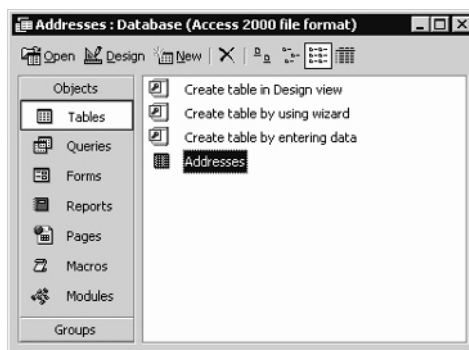 Addresses : Database (Access 2000 file format)
Open Design New
Objects
Tables
Queries
Forms
Reports
Pages
Macros
Modules
Groups
Create table in Design view
Create table by using wizard
Create table by entering data
Addresses